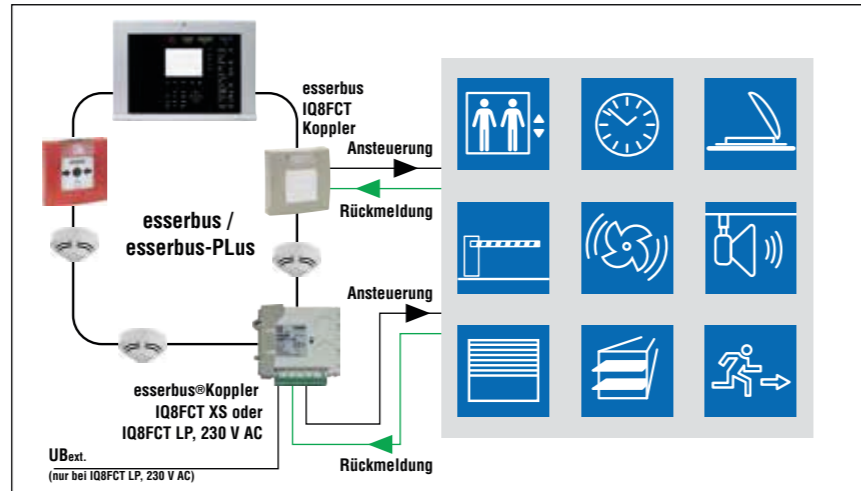 esserbus
IQ8FCT
Koppler
Ansteuerung
Rückmeldung
esserbus /
esserbus-PLus
Ansteuerung
esserbus®Koppler
IQ8FCT XS oder
IQ8FCT LP, 230 V AC
UBext.
(nur bei IQ8FCT LP, 230 V AC)
Rückmeldung